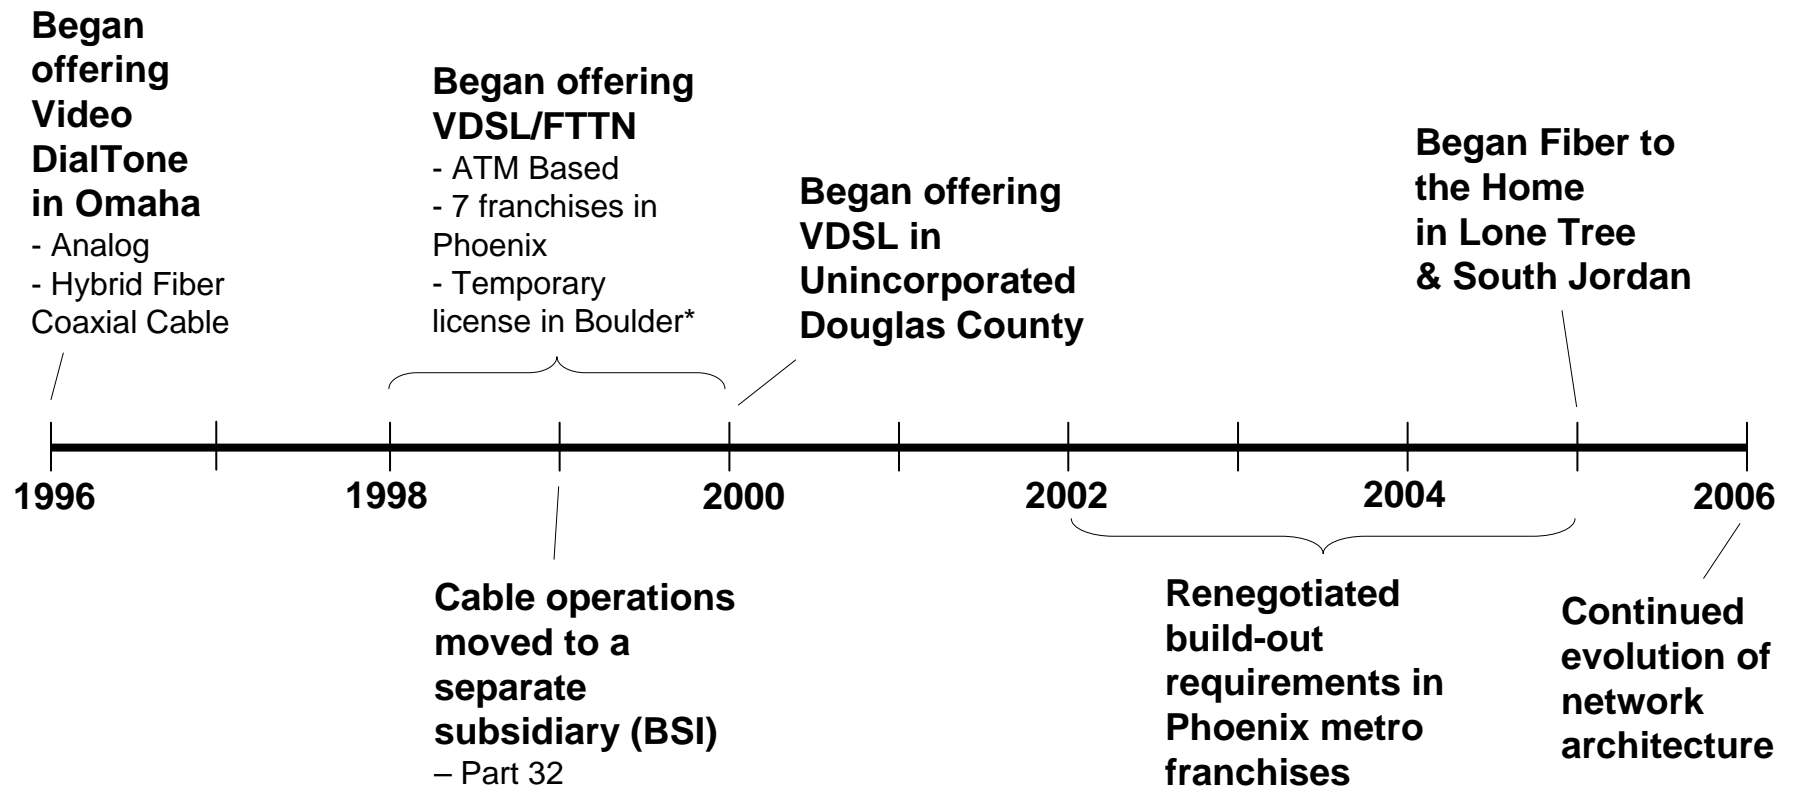 Began
offering
Video
DialTone
in Omaha
- Analog
- Hybrid Fiber
Coaxial Cable
Began offering
VDSL/FTTN
- ATM Based
- 7 franchises in
Phoenix
- Temporary
license in Boulder*
Began offering
VDSL in
Unincorporated
Douglas County
Began Fiber to
the Home
in Lone Tree
& South Jordan
1996
1998
2000
2002
2004
2006
Cable operations
moved to a
separate
subsidiary (BSI)
– Part 32
Renegotiated
build-out
requirements in
Phoenix metro
franchises
Continued
evolution of
network
architecture